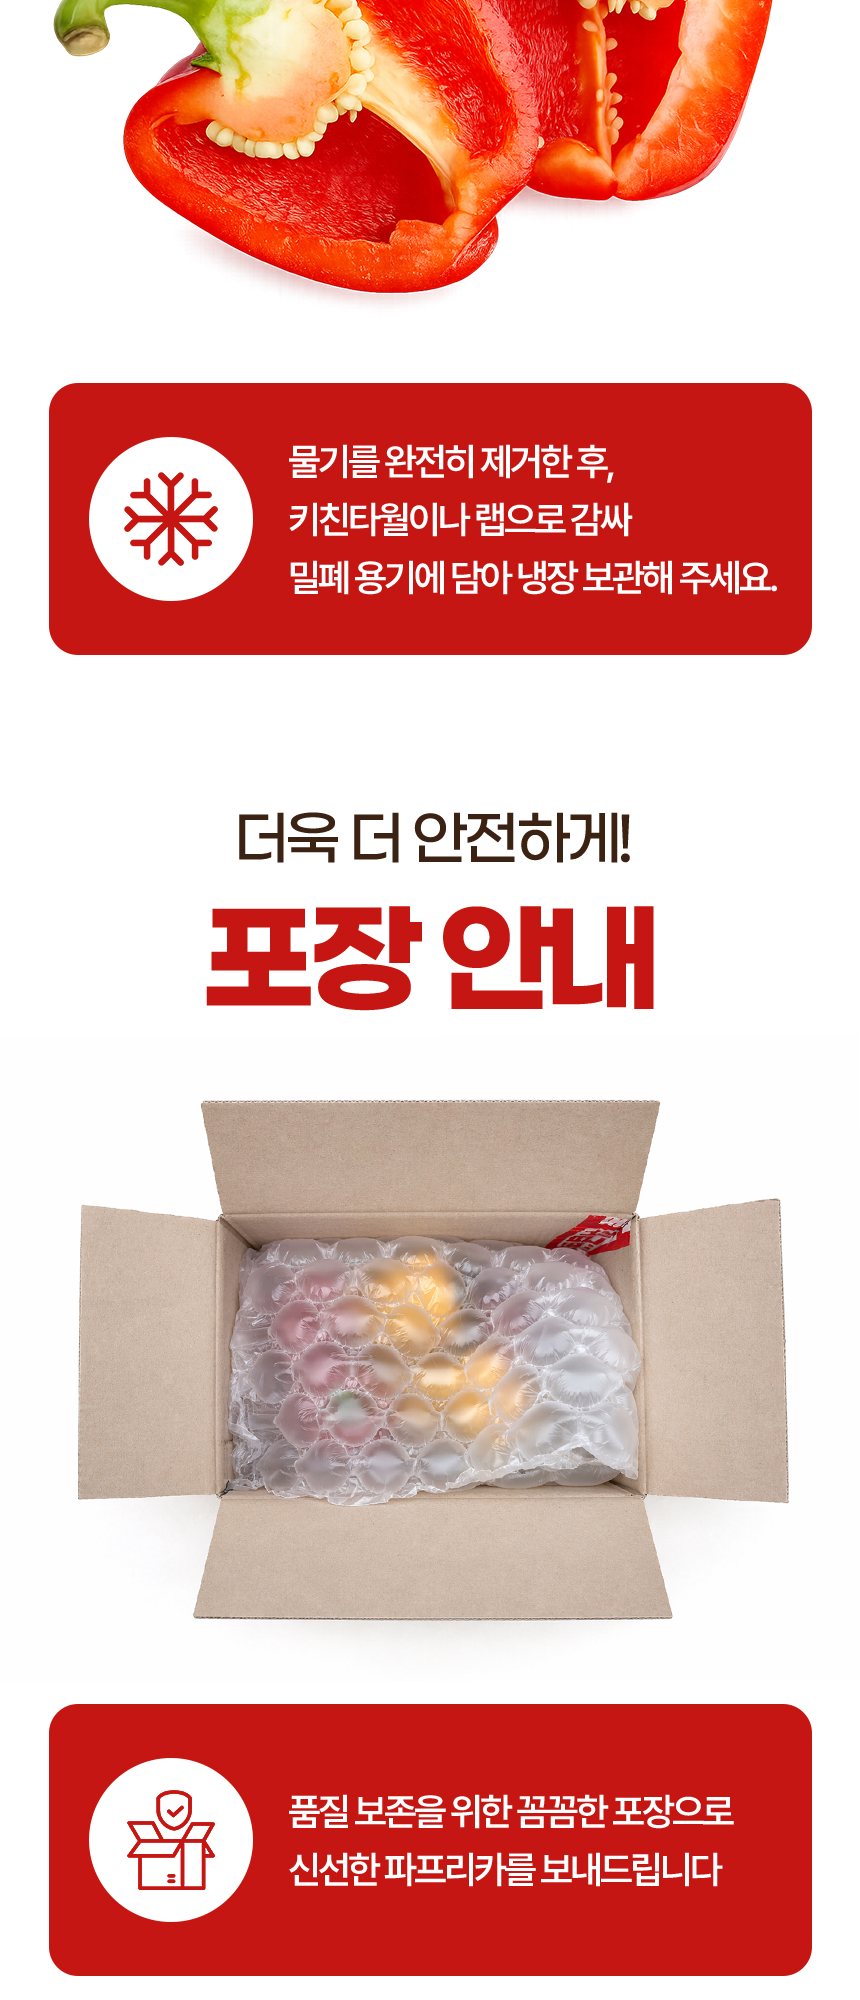 물기를 완전히 제거한 후,
키친타월이나 랩으로 감싸
밀폐 용기에 담아 냉장 보관해 주세요.
더욱 더 안전하게!
포장 안내
품질 보존을 위한 꼼꼼한 포장으로
신선한 파프리카를 보내드립니다